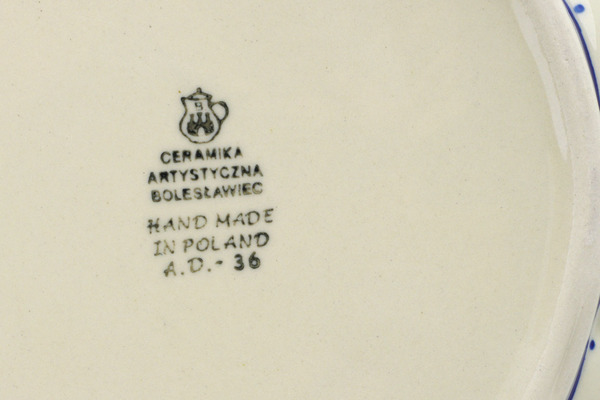 CERAMIKA
ARTYSTYCZNA
BOLESŁAWIEC
HAND MADE
IN POLAND
A.D.- 36